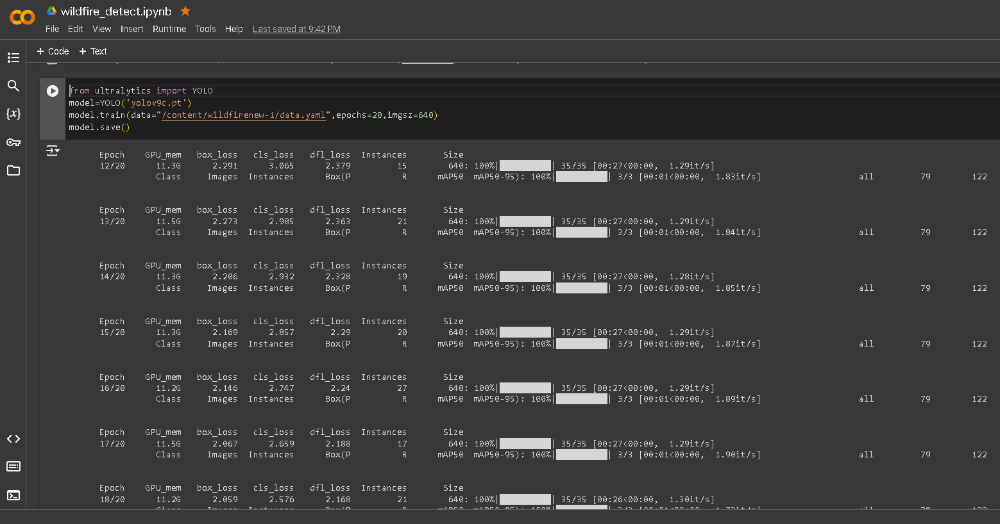 wildfire_detect.ipynb
File Edit View Insert Runtime Tools Help Last saved at 9:42 PM
+ Code + Text
from ultralytics import YOLO
model=YOLO('yolov9c.pt')
model.train(data="/content/wildfirenew-1/data.yaml",epochs=20,imgsz=640)
model.save()
Epoch GPU_mem box_loss cls_loss dfl_loss Instances Size
12/20 11.3G 2.291 3.065 2.379 15 640: 100%|██████████| 35/35 [00:27<00:00, 1.29it/s]
Class Images Instances Box(P R mAP50 mAP50-95): 100%|██████████| 3/3 [00:01<00:00, 1.83it/s] all 79 122
Epoch GPU_mem box_loss cls_loss dfl_loss Instances Size
13/20 11.5G 2.273 2.985 2.363 21 640: 100%|██████████| 35/35 [00:27<00:00, 1.29it/s]
Class Images Instances Box(P R mAP50 mAP50-95): 100%|██████████| 3/3 [00:01<00:00, 1.84it/s] all 79 122
Epoch GPU_mem box_loss cls_loss dfl_loss Instances Size
14/20 11.3G 2.206 2.932 2.328 19 640: 100%|██████████| 35/35 [00:27<00:00, 1.28it/s]
Class Images Instances Box(P R mAP50 mAP50-95): 100%|██████████| 3/3 [00:01<00:00, 1.85it/s] all 79 122
Epoch GPU_mem box_loss cls_loss dfl_loss Instances Size
15/20 11.3G 2.169 2.857 2.29 20 640: 100%|██████████| 35/35 [00:27<00:00, 1.29it/s]
Class Images Instances Box(P R mAP50 mAP50-95): 100%|██████████| 3/3 [00:01<00:00, 1.87it/s] all 79 122
Epoch GPU_mem box_loss cls_loss dfl_loss Instances Size
16/20 11.2G 2.146 2.747 2.24 27 640: 100%|██████████| 35/35 [00:27<00:00, 1.29it/s]
Class Images Instances Box(P R mAP50 mAP50-95): 100%|██████████| 3/3 [00:01<00:00, 1.89it/s] all 79 122
Epoch GPU_mem box_loss cls_loss dfl_loss Instances Size
17/20 11.5G 2.067 2.659 2.188 17 640: 100%|██████████| 35/35 [00:27<00:00, 1.29it/s]
Class Images Instances Box(P R mAP50 mAP50-95): 100%|██████████| 3/3 [00:01<00:00, 1.90it/s] all 79 122
Epoch GPU_mem box_loss cls_loss dfl_loss Instances Size
18/20 11.2G 2.059 2.576 2.168 21 640: 100%|██████████| 35/35 [00:26<00:00, 1.30it/s]